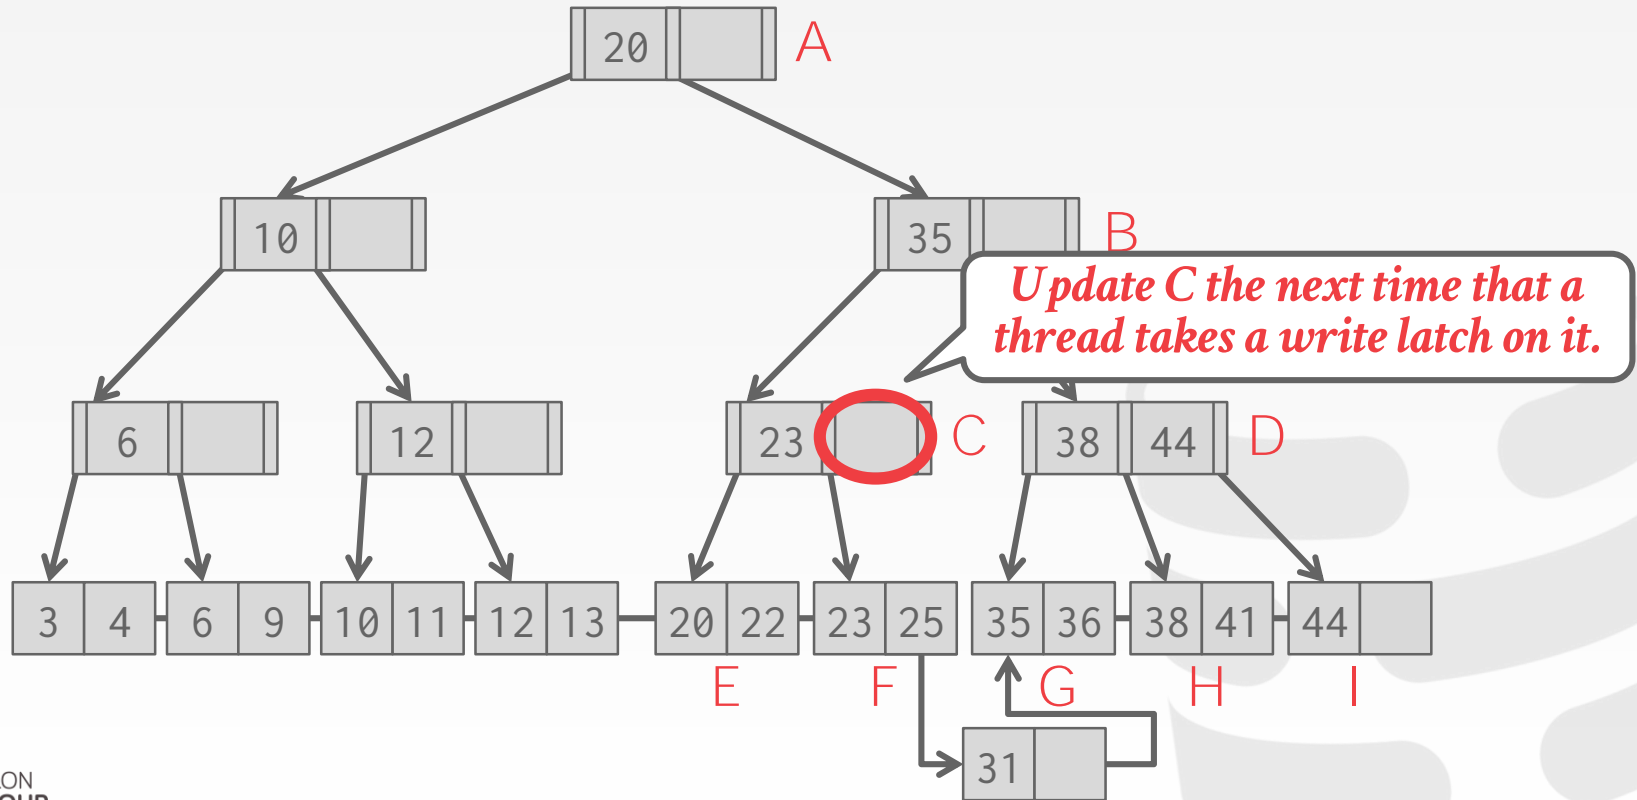 20 A
10 35 B
Update C the next time that a
thread takes a write latch on it.
6 12 23 C 38 44 D
3 4 6 9 10 11 12 13 20 22 23 25 35 36 38 41 44
E F G H I
31